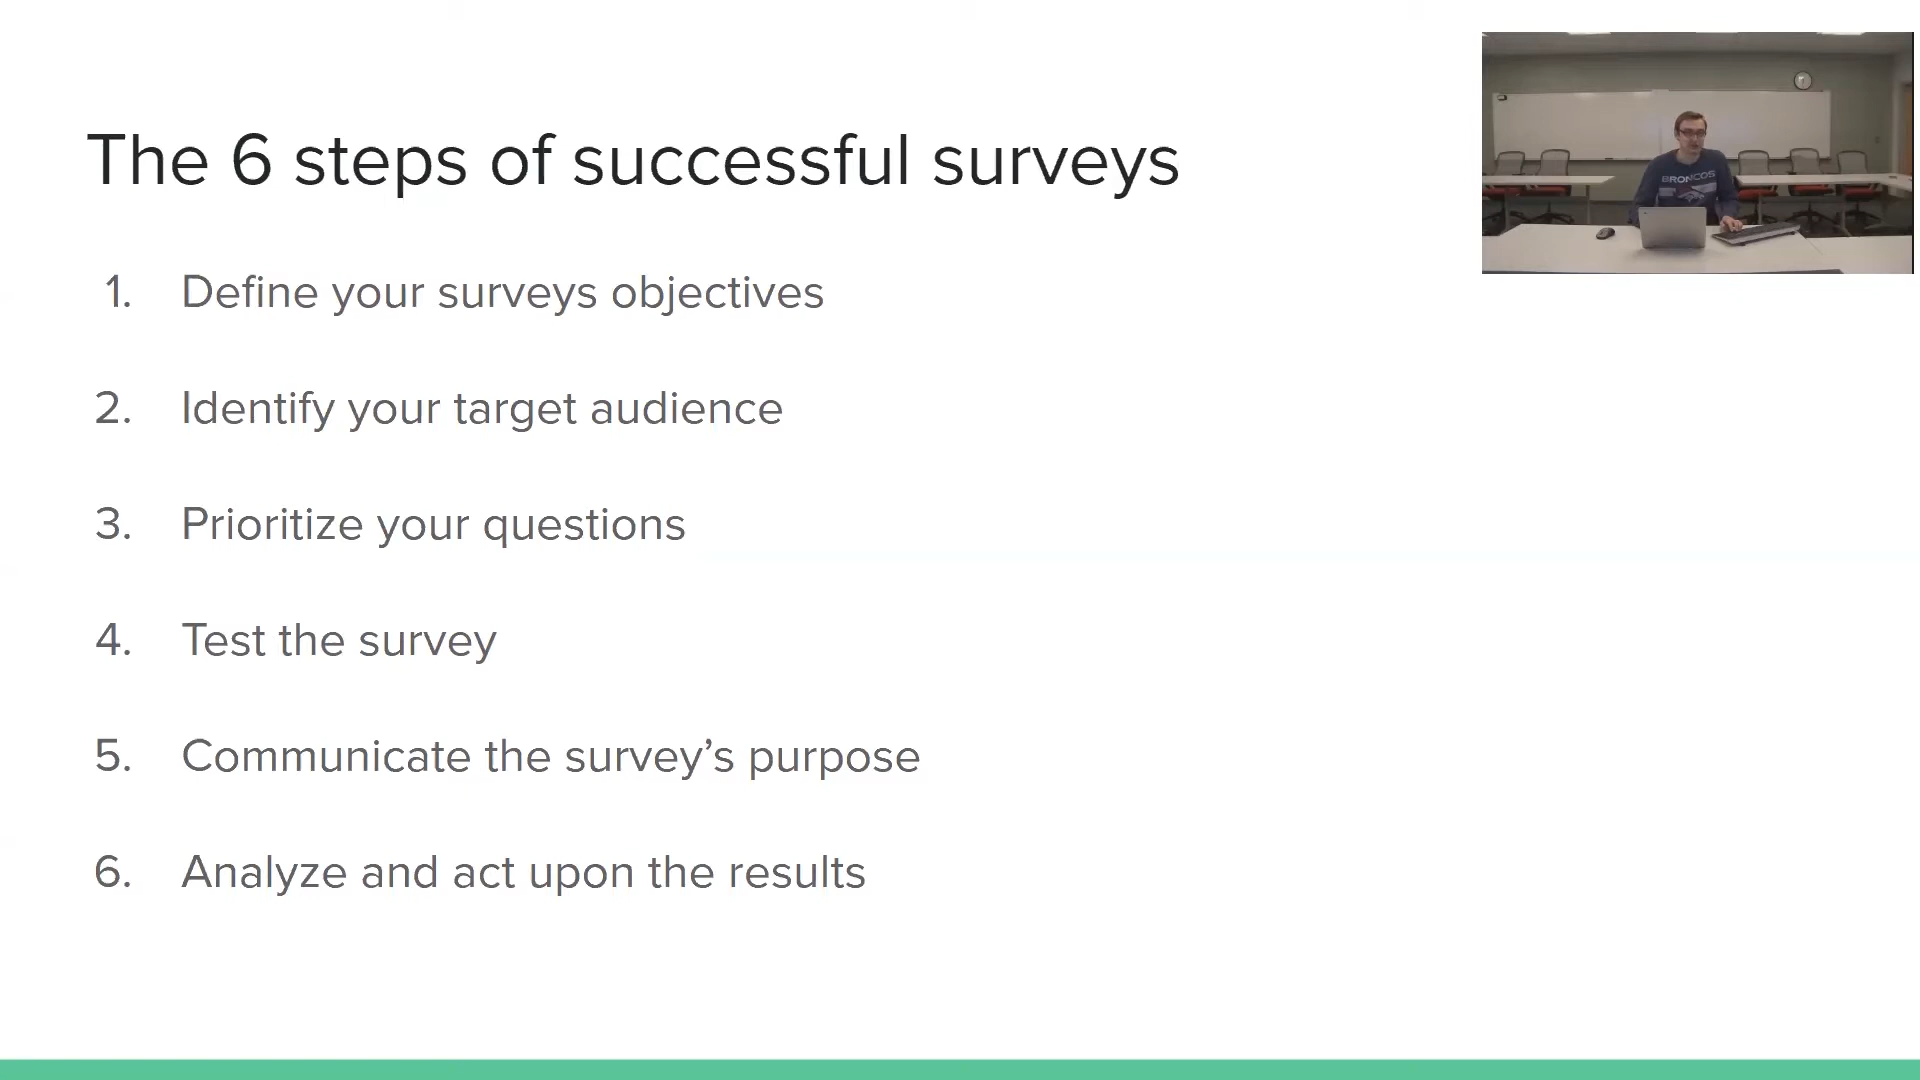 The 6 steps of successful surveys
1. Define your surveys objectives
2. Identify your target audience
3. Prioritize your questions
4. Test the survey
5. Communicate the survey’s purpose
6. Analyze and act upon the results
BRONCOS